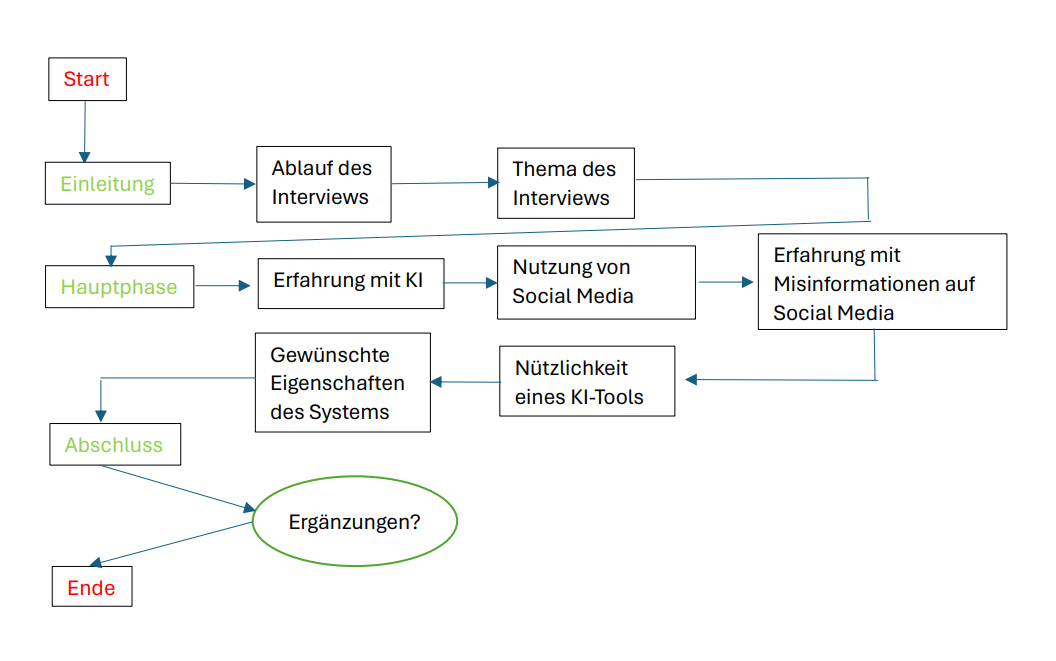 Start
Einleitung
Ablauf des
Interviews
Thema des
Interviews
Hauptphase
Erfahrung mit KI
Nutzung von
Social Media
Erfahrung mit
Misinformationen auf
Social Media
Nützlichkeit
eines KI-Tools
Gewünschte
Eigenschaften
des Systems
Abschluss
Ergänzungen?
Ende